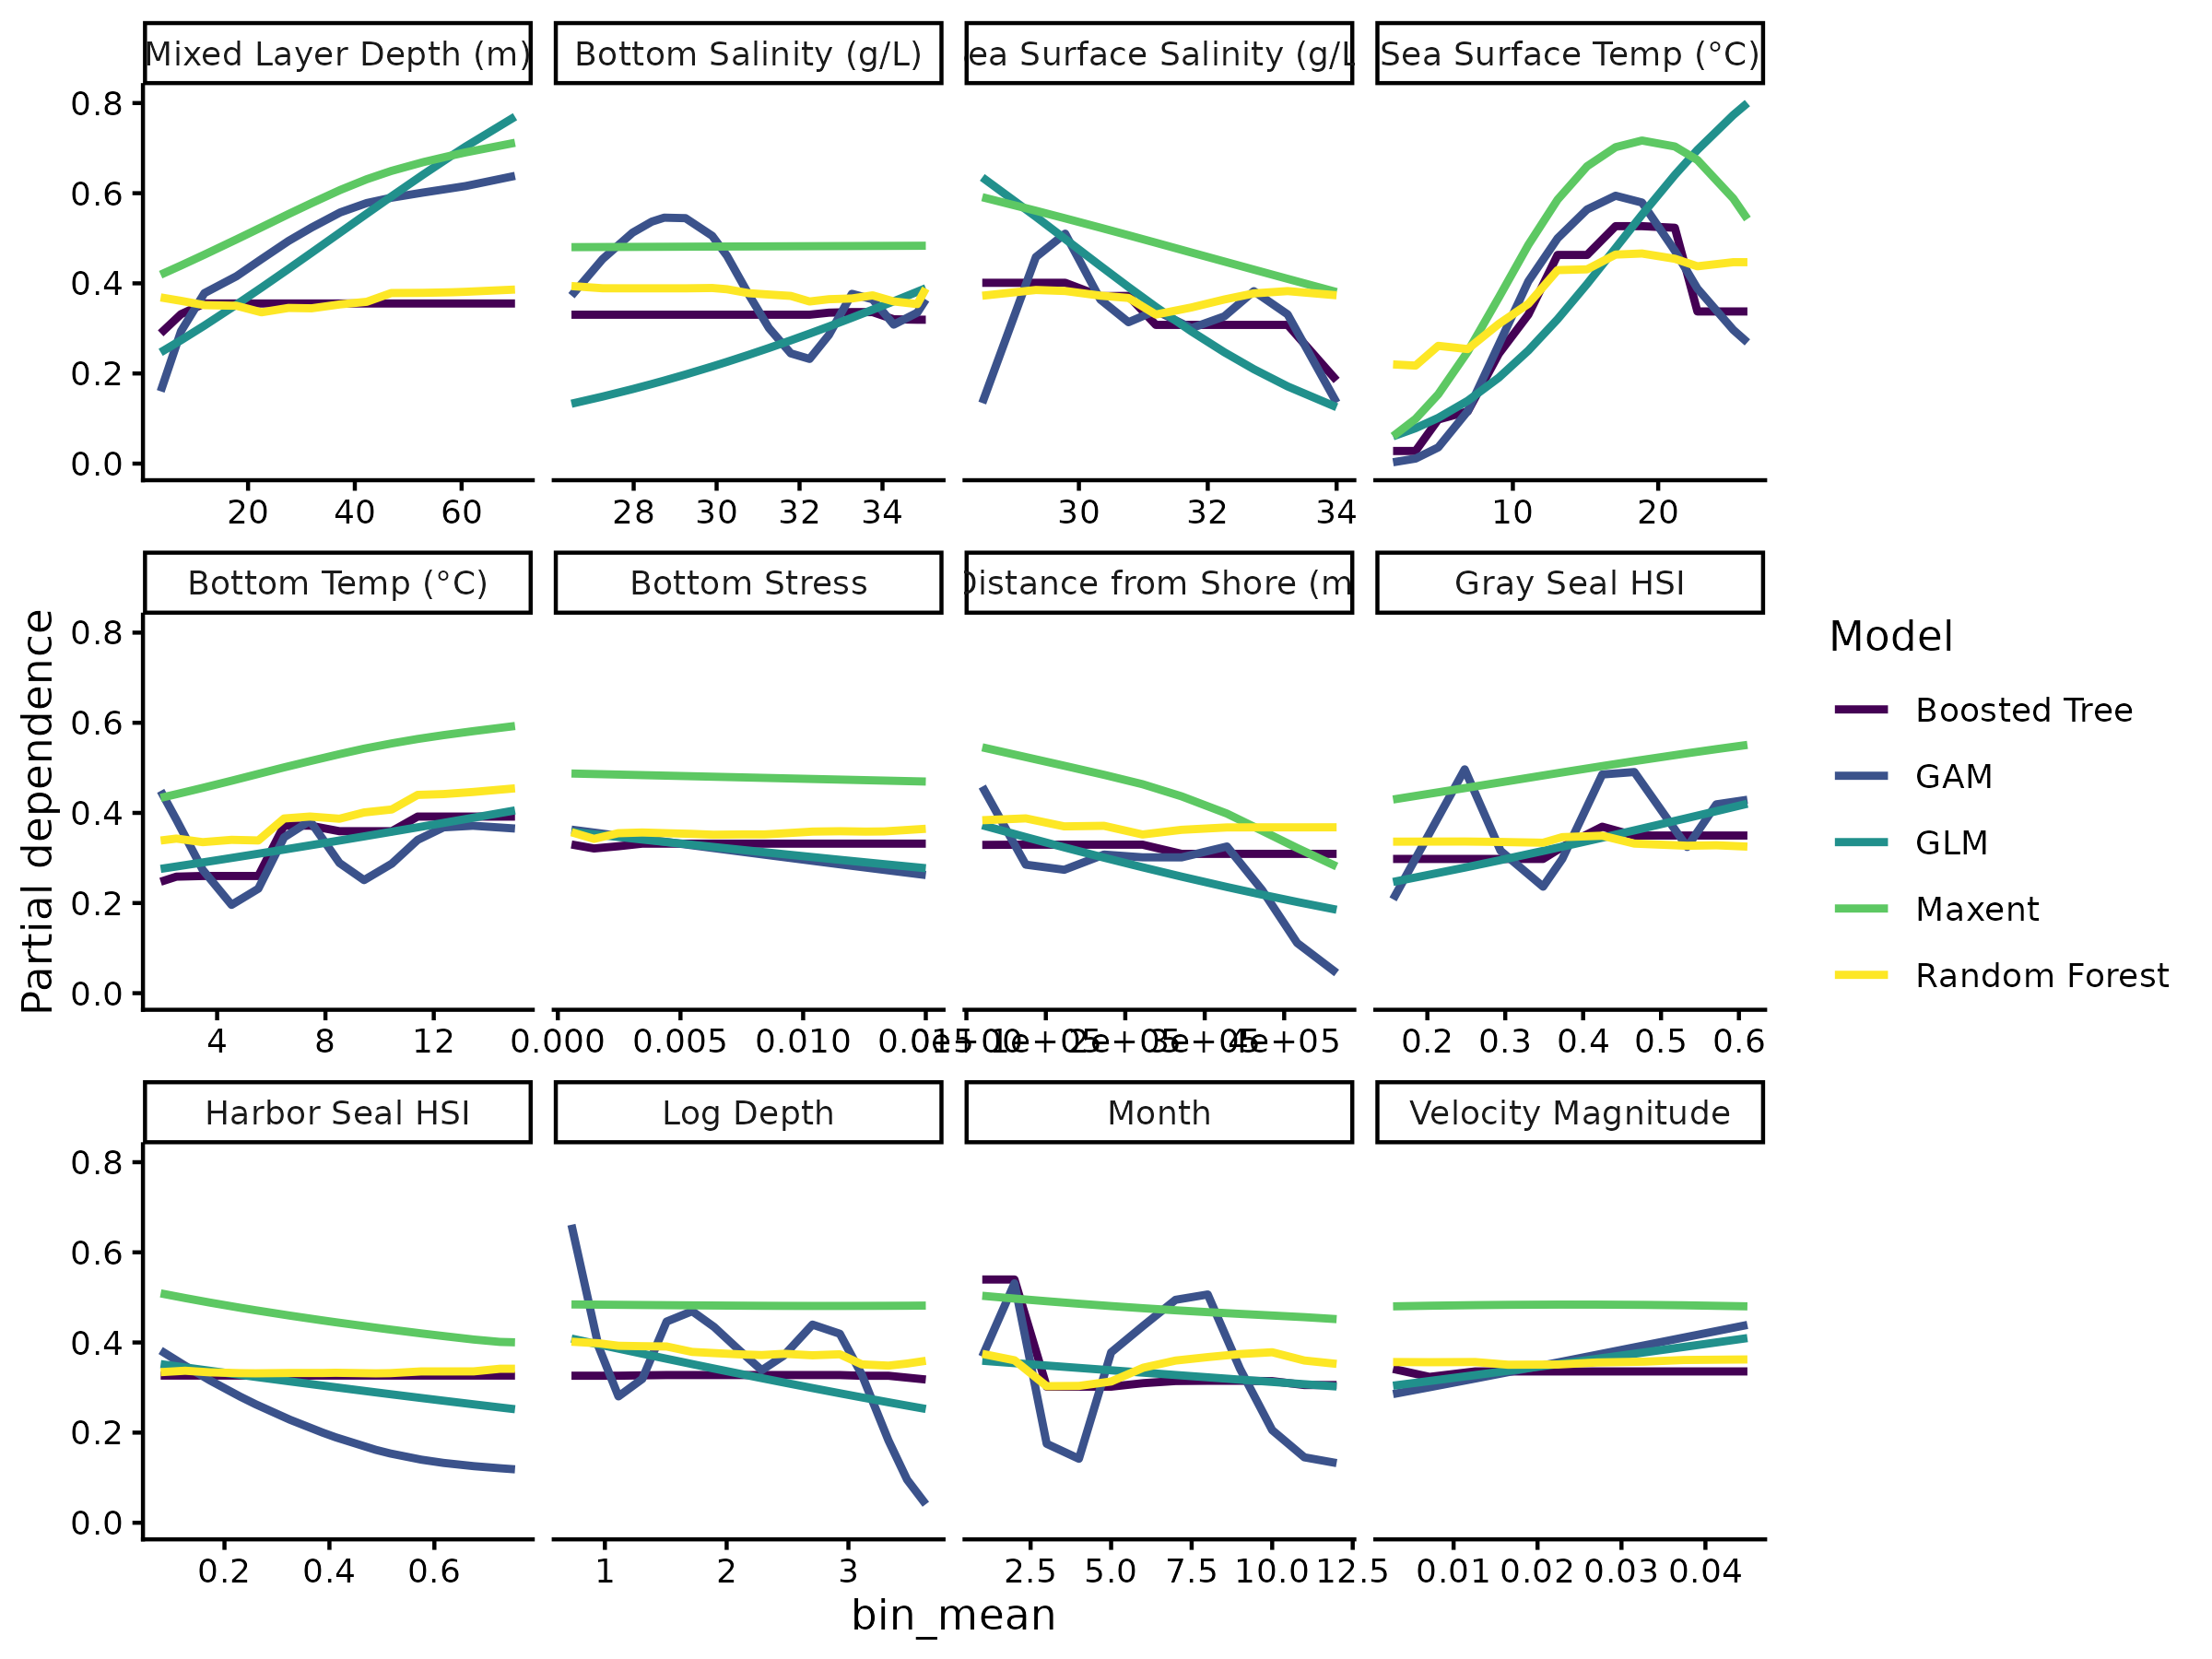 Mixed Layer Depth (m) Bottom Salinity (g/L) ea Surface Salinity (g/L Sea Surface Temp (°C)
0.8
0.6
0.4
0.2
0.0
20 40 60 28 30 32 34 30 32 34 10 20
Bottom Temp (°C) Bottom Stress Distance from Shore (m Gray Seal HSI
0.8
0.6
0.4
0.2
0.0
4 8 12 0.000 0.005 0.010 0.015 0e+00 1e+05 2e+05 3e+05 4e+05 0.2 0.3 0.4 0.5 0.6
Harbor Seal HSI Log Depth Month Velocity Magnitude
0.8
0.6
0.4
0.2
0.0
0.2 0.4 0.6 1 2 3 2.5 5.0 7.5 10.0 12.5 0.01 0.02 0.03 0.04
bin_mean
Partial dependence
Model
Boosted Tree
GAM
GLM
Maxent
Random Forest